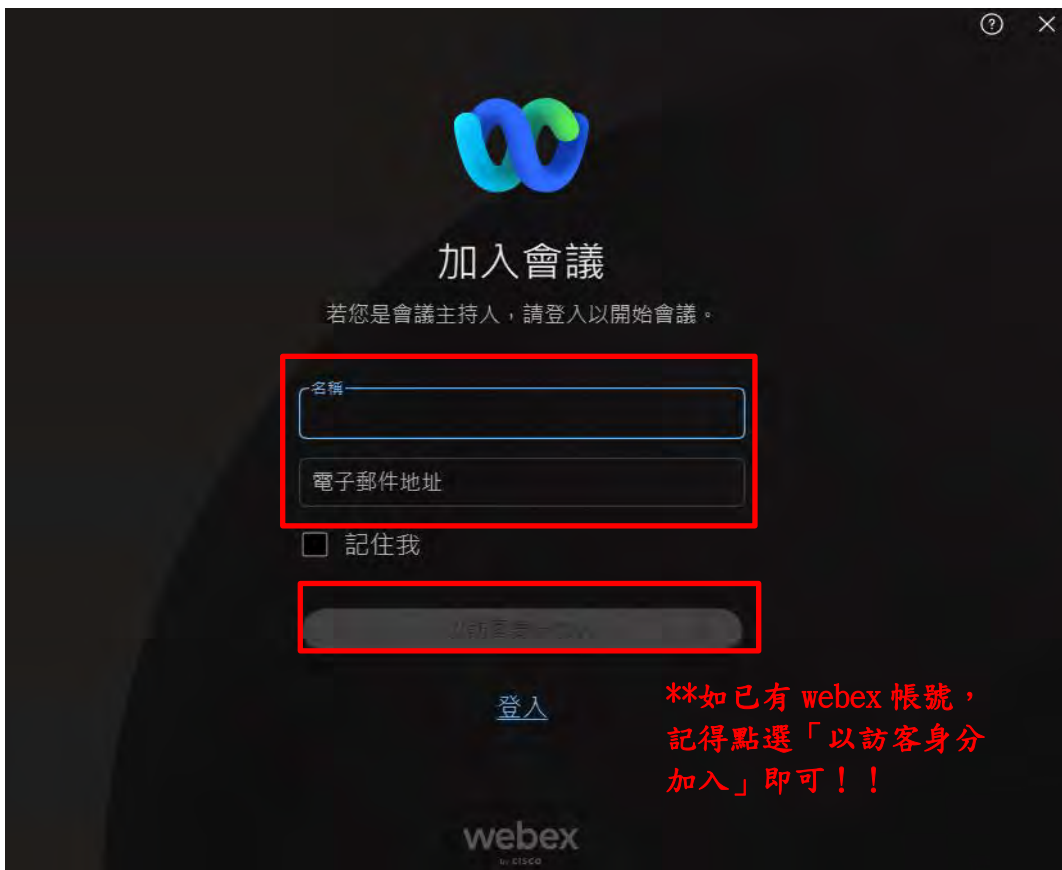 加入會議
若您是會議主持人，請登入以開始會議。
名稱
電子郵件地址
記住我
登入
**如已有 webex 帳號，
記得點選「以訪客身分
加入」即可！！
webex
by CISCO